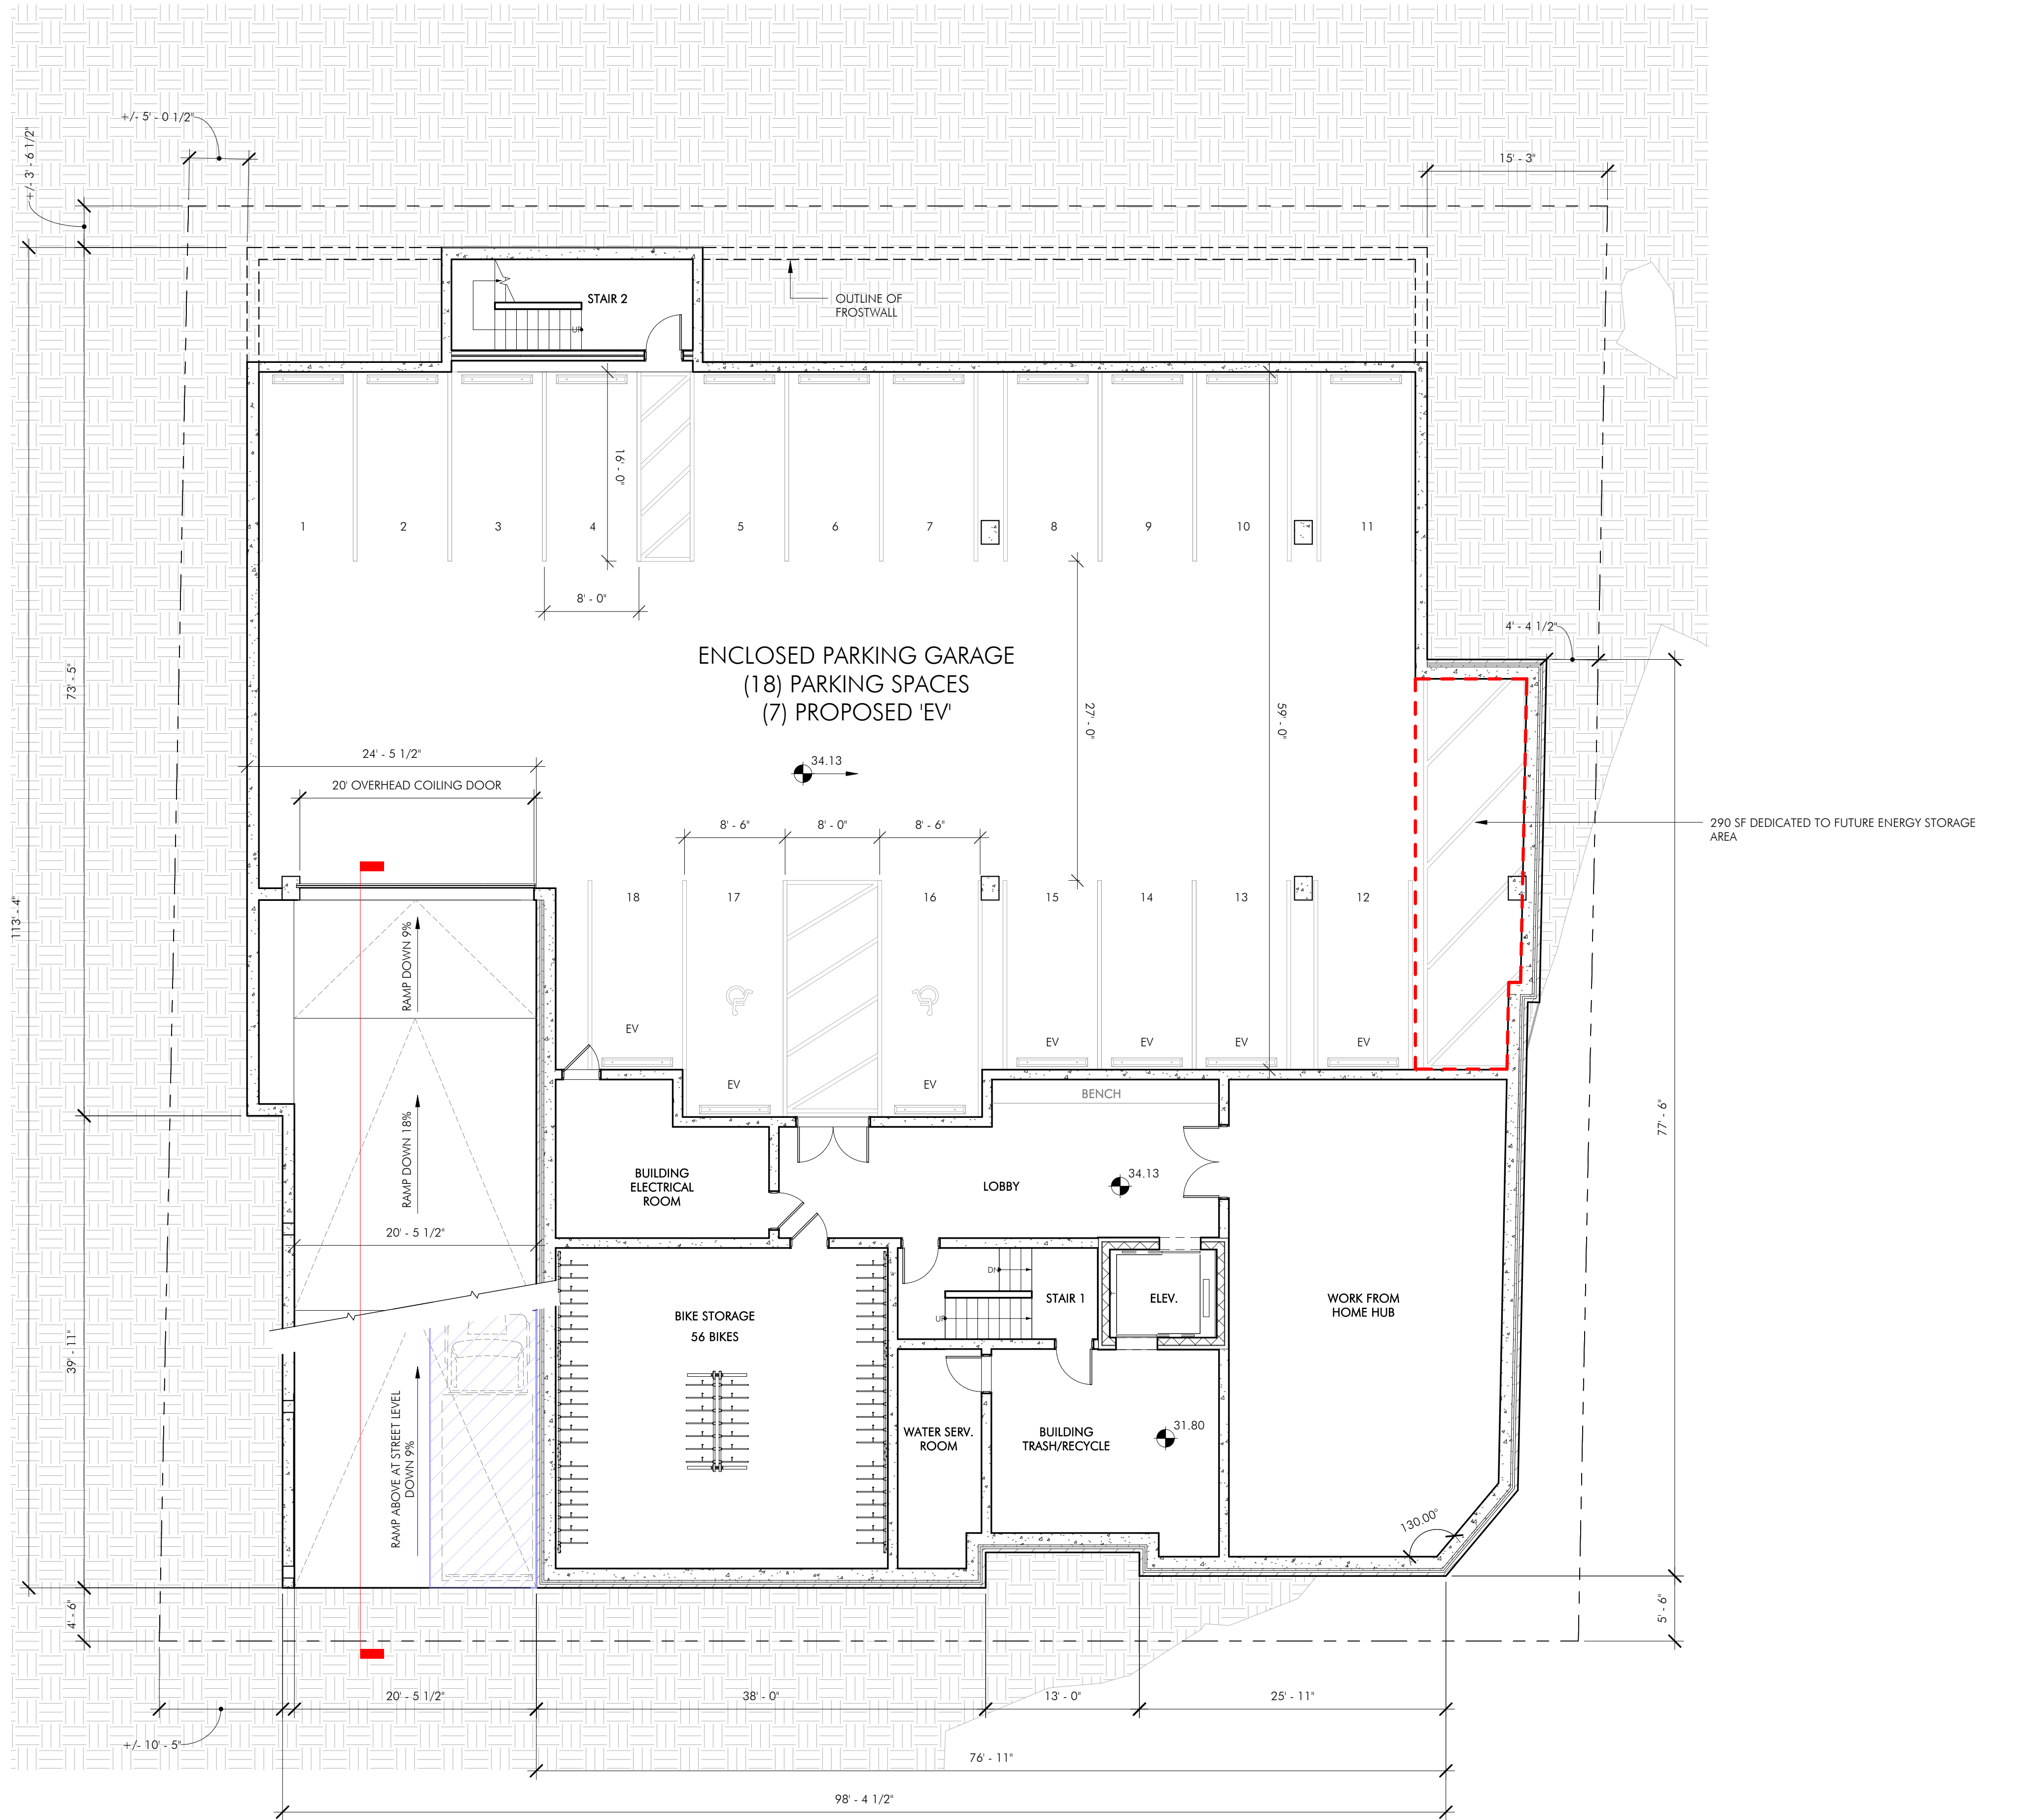 +/- 5' - 0 1/2"
+/- 3' - 6 1/2"
15' - 3"
STAIR 2
UP
OUTLINE OF
FROSTWALL
16' - 0"
1
2
3
4
5
6
7
8
9
10
11
8' - 0"
4' - 4 1/2"
ENCLOSED PARKING GARAGE
(18) PARKING SPACES
(7) PROPOSED 'EV'
73' - 5"
27' - 0"
59' - 0"
24' - 5 1/2"
34.13
20' OVERHEAD COILING DOOR
8' - 6"
8' - 0"
8' - 6"
290 SF DEDICATED TO FUTURE ENERGY STORAGE
AREA
113' - 4"
18
17
16
15
14
13
12
RAMP DOWN 9%
EV
EV
EV
EV
EV
EV
EV
BENCH
77' - 6"
RAMP DOWN 18%
BUILDING
ELECTRICAL
ROOM
LOBBY
34.13
20' - 5 1/2"
DN
STAIR 1
UP
ELEV.
WORK FROM
HOME HUB
BIKE STORAGE
56 BIKES
39' - 11"
RAMP ABOVE AT STREET LEVEL
DOWN 9%
WATER SERV.
ROOM
BUILDING
TRASH/RECYCLE
31.80
130.00°
4' - 6"
5' - 6"
20' - 5 1/2"
38' - 0"
13' - 0"
25' - 11"
+/- 10' - 5"
76' - 11"
98' - 4 1/2"